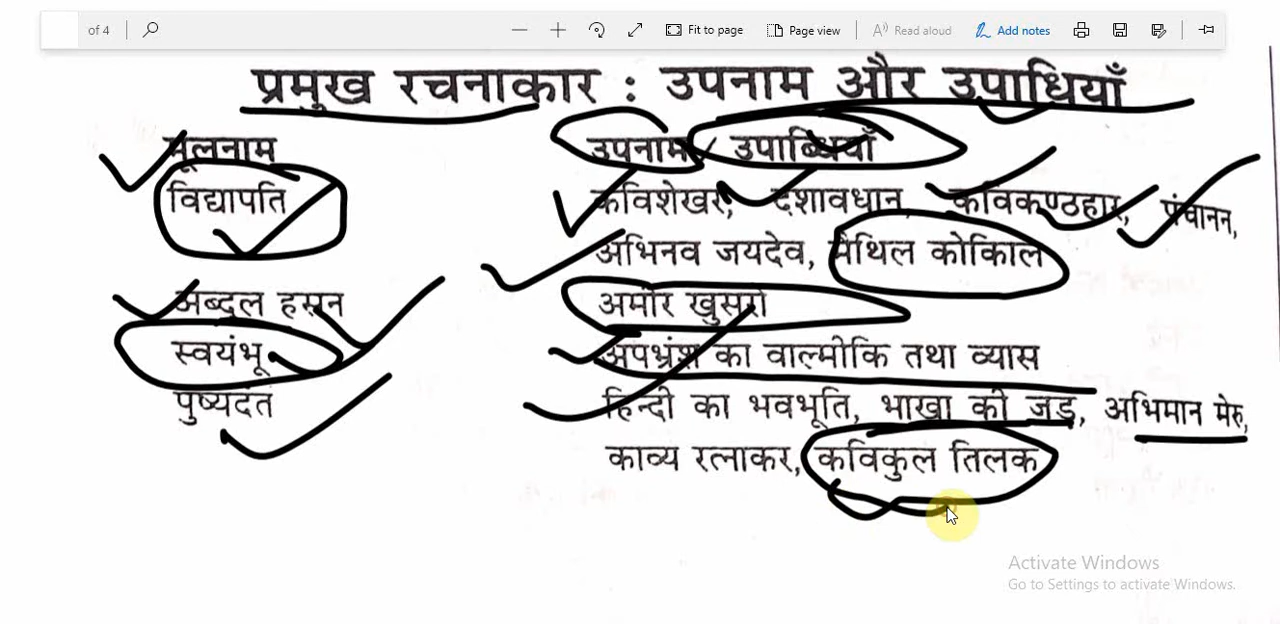 of 4 Fit to page Page view Read aloud Add notes
प्रमुख रचनाकार : उपनाम और उपाधियाँ
मूलनाम उपनाम / उपाब्धियाँ
विद्यापति कविशेखर, दशावधान, कविकण्ठहार, पंचानन,
अभिनव जयदेव, मैथिल कोकिाल
अब्दुल हसन अमीर खुसरो
स्वयंभू अपभ्रंश का वाल्मीकि तथा व्यास
पुष्यदंत हिन्दी का भवभूति, भाखा की जड़, अभिमान मेरु,
काव्य रत्नाकर, कविकुल तिलक
Activate Windows
Go to Settings to activate Windows.